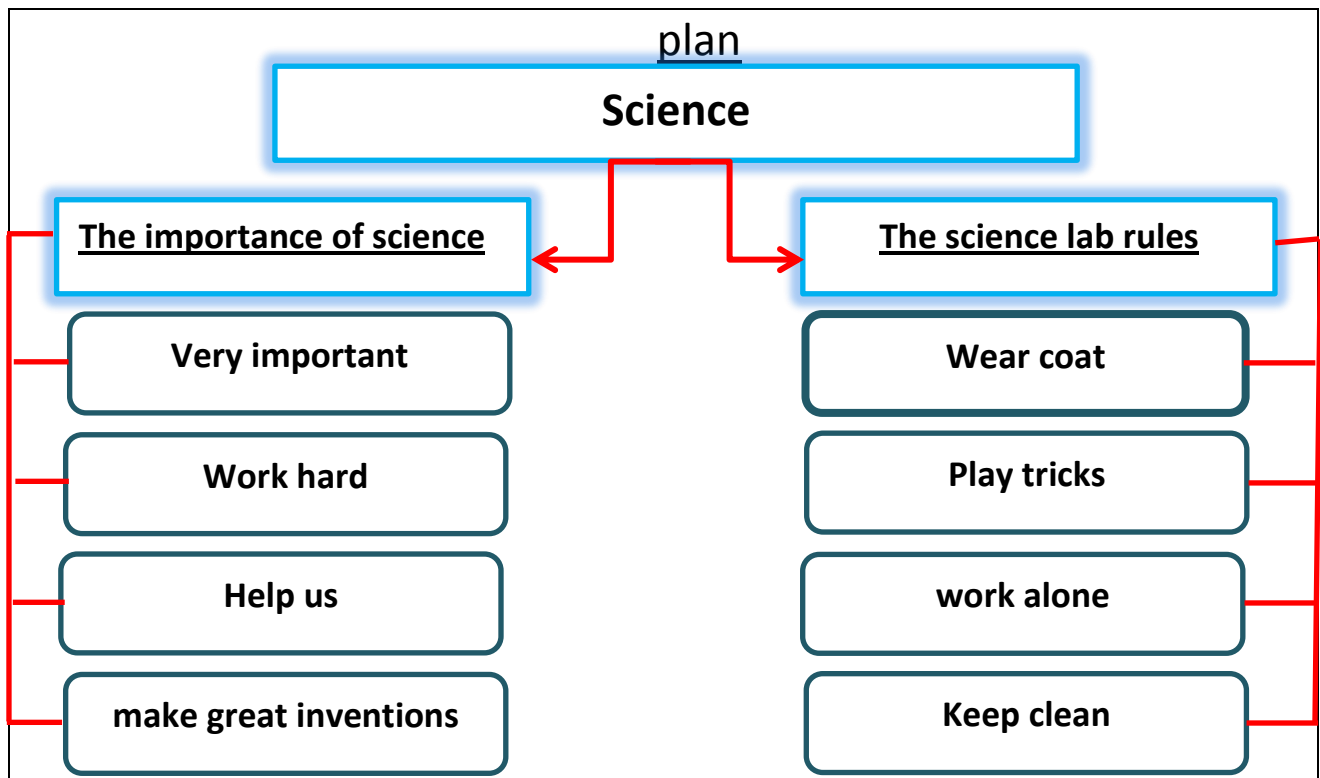 plan
Science
The importance of science
Very important
Work hard
Help us
make great inventions
The science lab rules
Wear coat
Play tricks
work alone
Keep clean